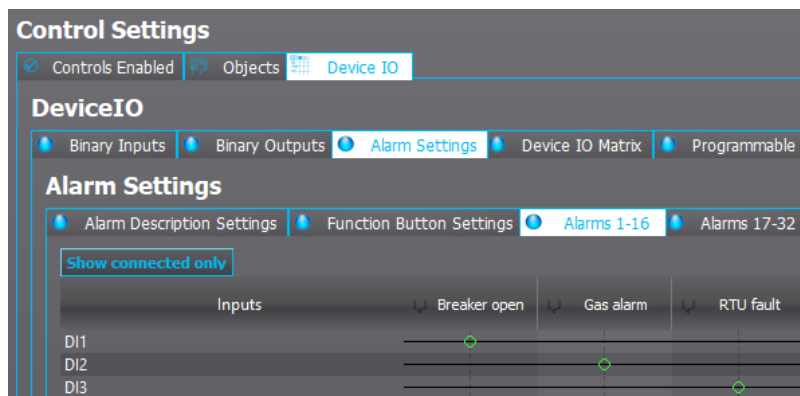 Control Settings
Controls Enabled Objects Device IO
DeviceIO
Binary Inputs Binary Outputs Alarm Settings Device IO Matrix Programmable
Alarm Settings
Alarm Description Settings Function Button Settings Alarms 1-16 Alarms 17-32
Show connected only
Inputs Breaker open Gas alarm RTU fault
DI1
DI2
DI3